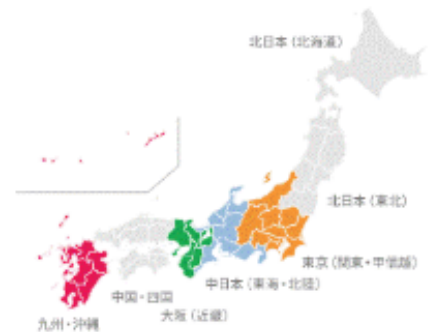 北日本（北海道）
北日本（東北）
東京（関東・甲信越）
中日本（東海・北陸）
中国・四国
大阪（近畿）
九州・沖縄